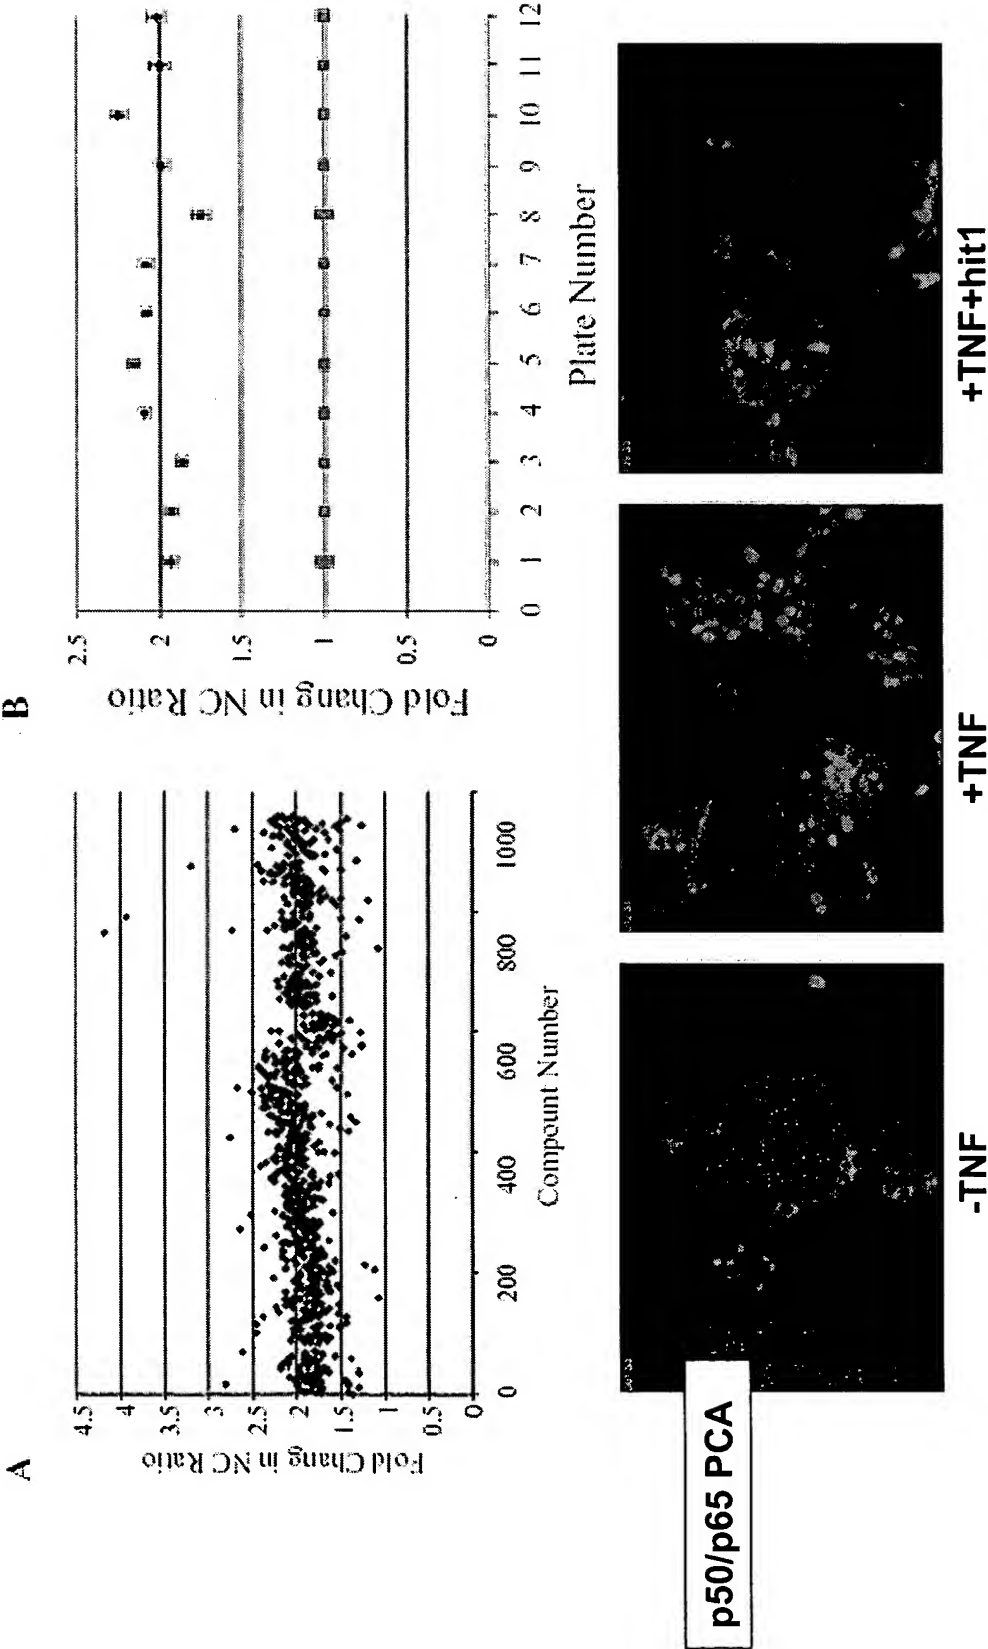 A
Fold Chang in NC Ratio
4.5
4
3.5
3
2.5
2
1.5
1
0.5
0
0 200 400 600 800 1000
Compound Number
B
Fold Chang in NC Ratio
2.5
2
1.5
1
0.5
0
0 1 2 3 4 5 6 7 8 9 10 11 12
Plate Number
p50/p65 PCA
-TNF
+TNF
+TNF+hit1